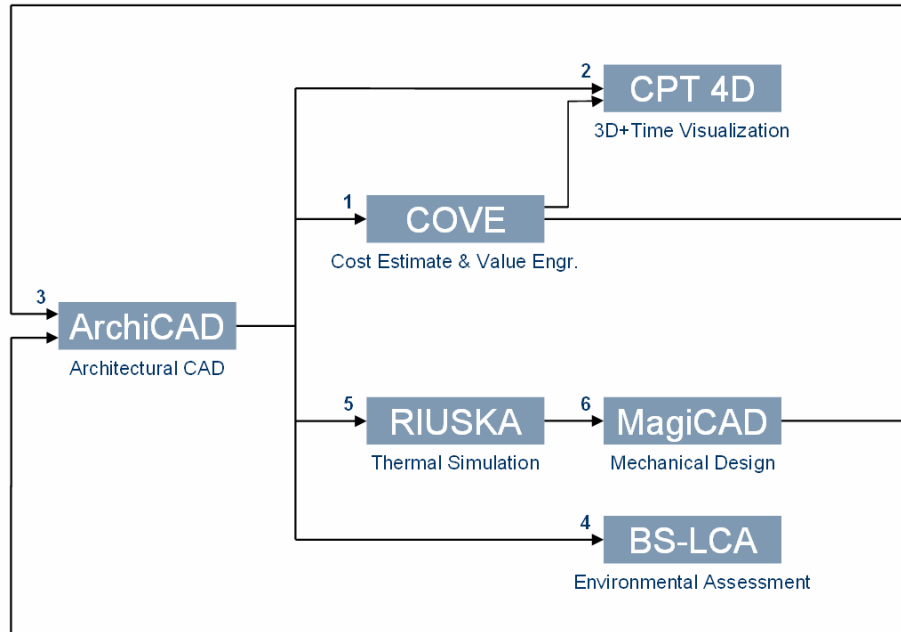 2
CPT 4D
3D+Time Visualization
1
COVE
Cost Estimate & Value Engr.
3
ArchiCAD
Architectural CAD
5
RIUSKA
Thermal Simulation
6
MagiCAD
Mechanical Design
4
BS-LCA
Environmental Assessment